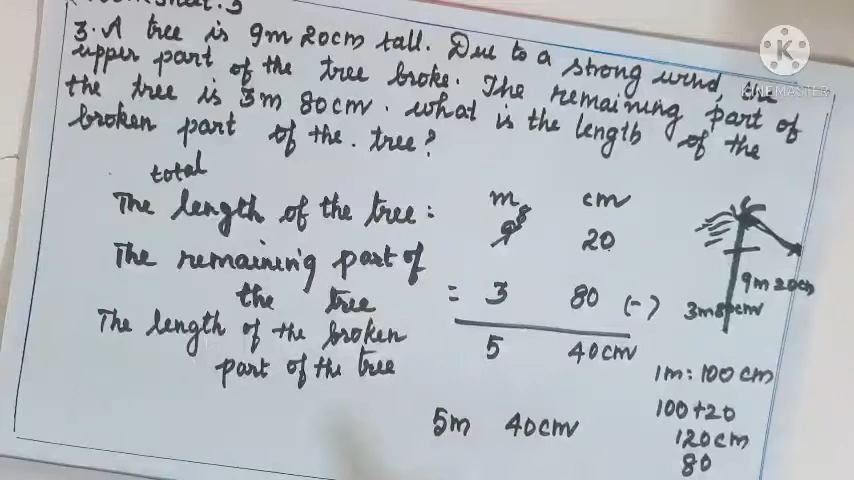 3. A tree is 9m 20cm tall. Due to a strong wind, the
upper part of the tree broke. The remaining part of
the tree is 3m 80cm. what is the length of the
broken part of the. tree?
total
The length of the tree:
m cm
9 8 20
The remaining part of
the tree
= 3 80 (-)
The length of the broken
part of the tree
5 40cm
5m 40cm
9m 20cm
3m80cm
1m: 100 cm
100+20
120cm
80
K
KINEMASTER